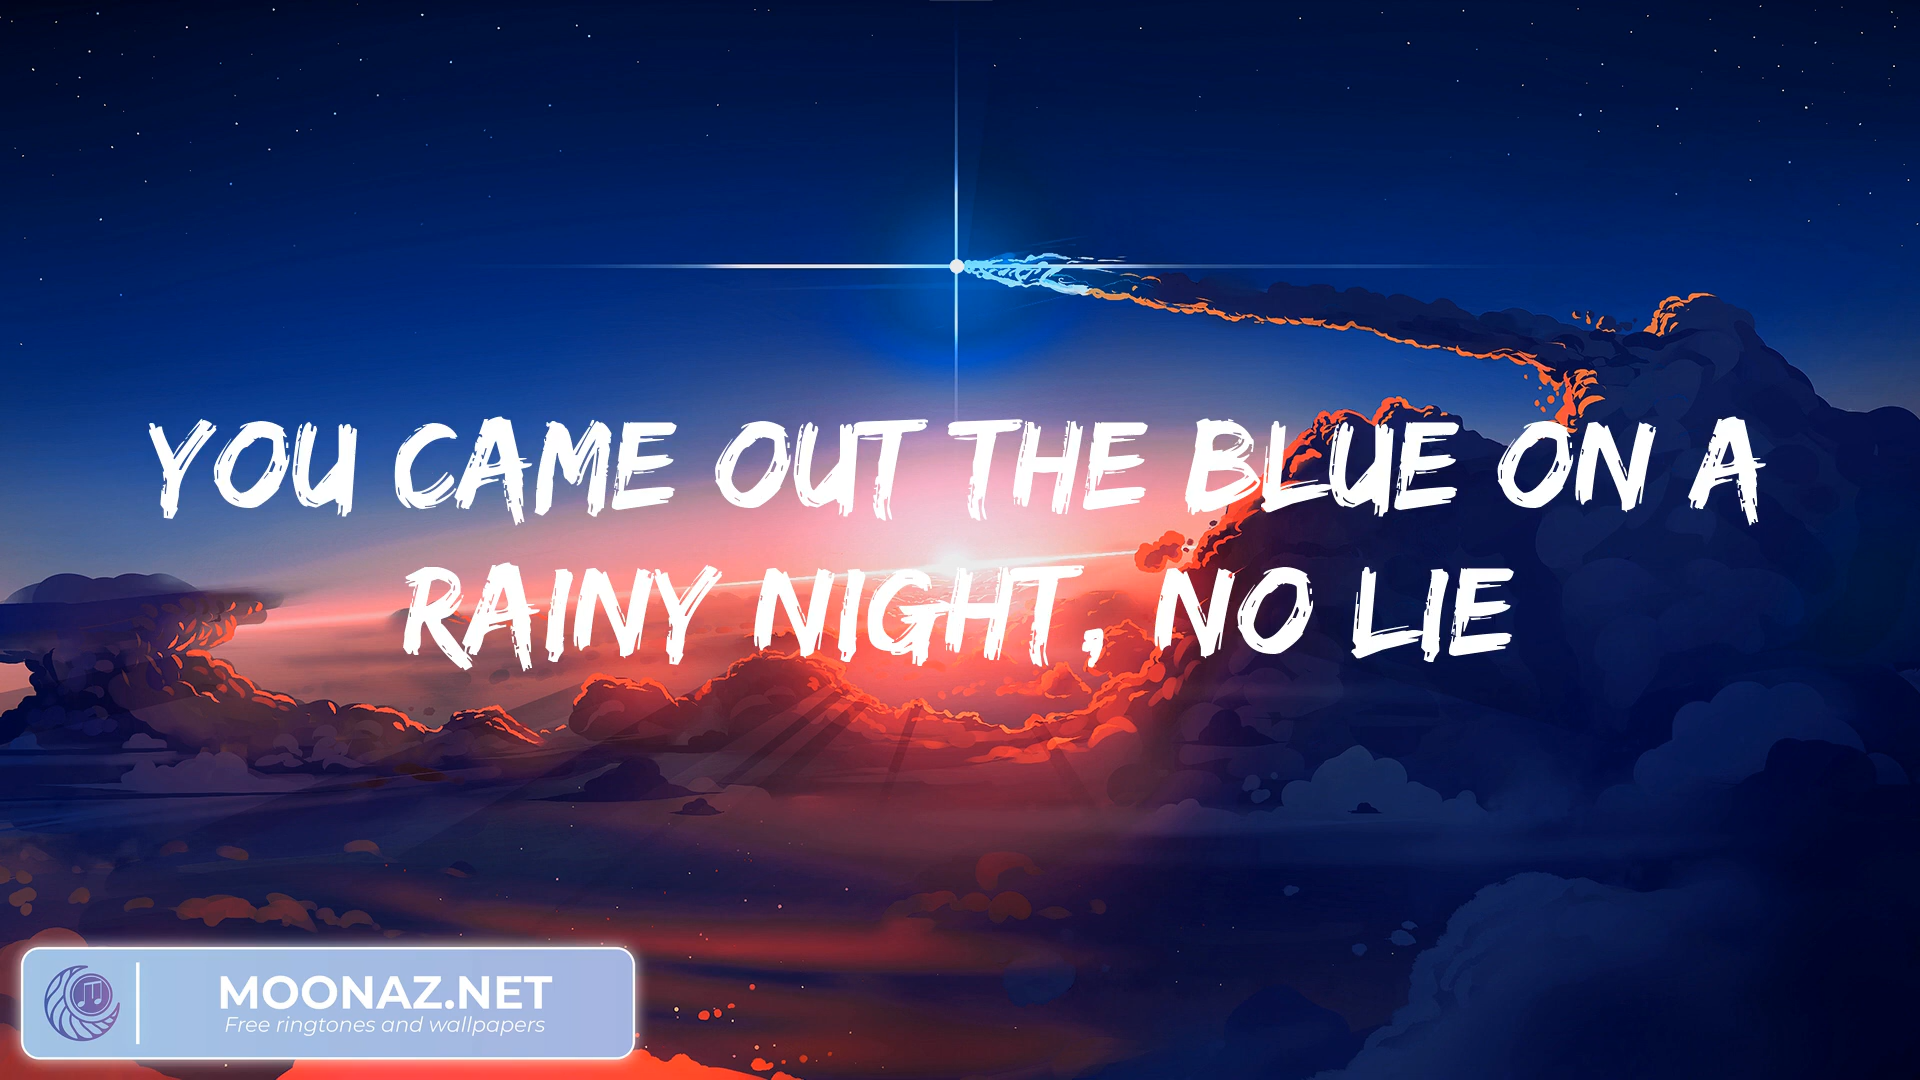 YOU CAME OUT THE BLUE ON A
RAINY NIGHT, NO LIE
MOONAZ.NET
Free ringtones and wallpapers